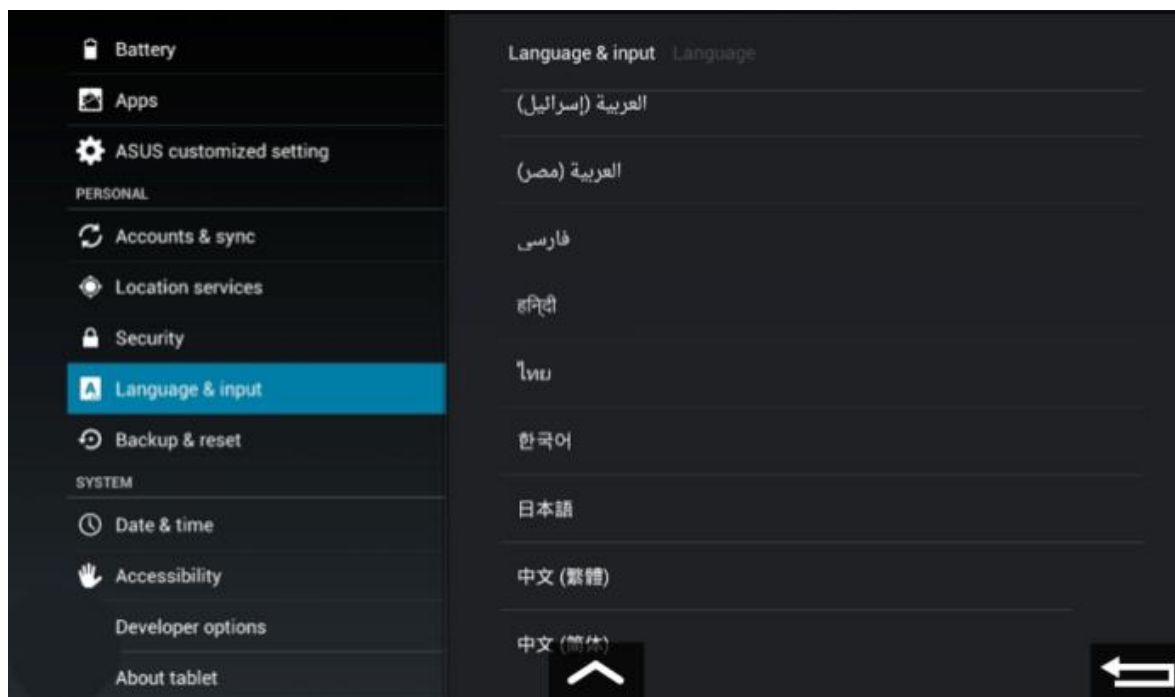 Battery
Apps
ASUS customized setting
PERSONAL
Accounts & sync
Location services
Security
Language & input
Backup & reset
SYSTEM
Date & time
Accessibility
Developer options
About tablet
Language & input Language
العربية (إسرائيل)
العربية (مصر)
فارسی
हनि्दी
ไทย
한국어
日本語
中文 (繁體)
中文 (简体)